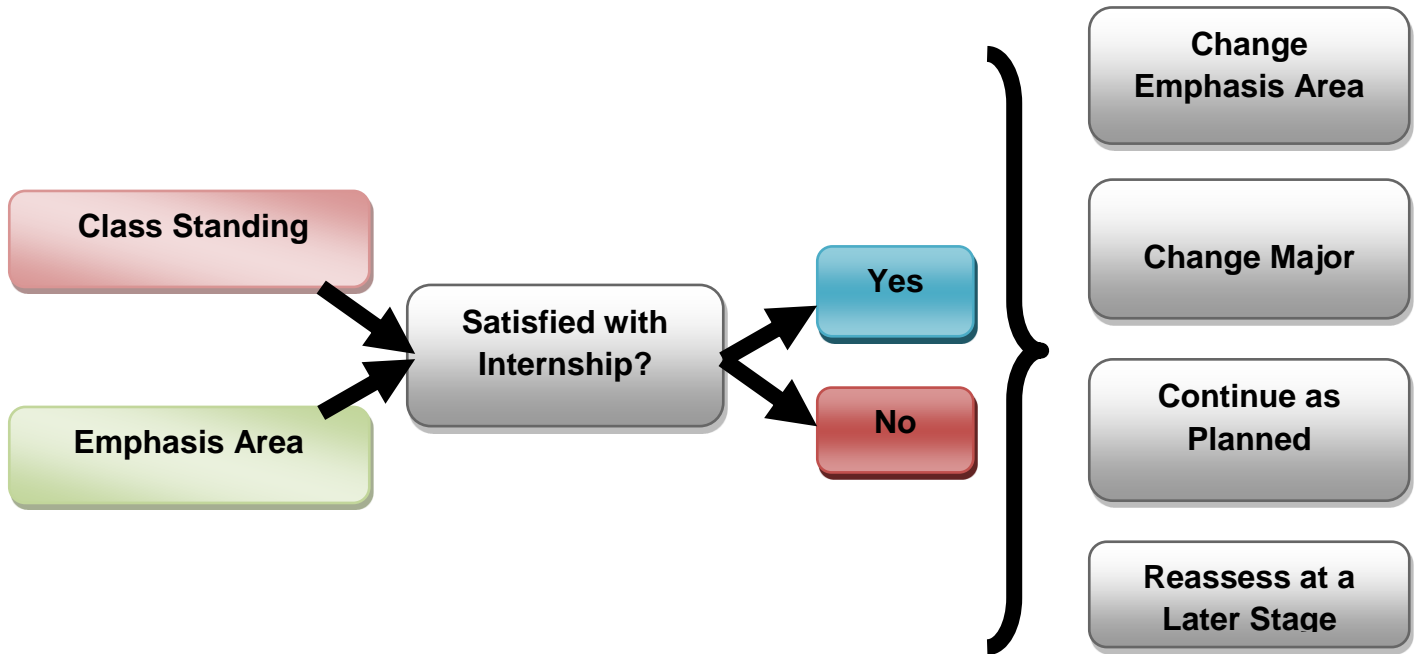 Class Standing
Emphasis Area
Satisfied with
Internship?
Yes
No
Change
Emphasis Area
Change Major
Continue as
Planned
Reassess at a
Later Stage